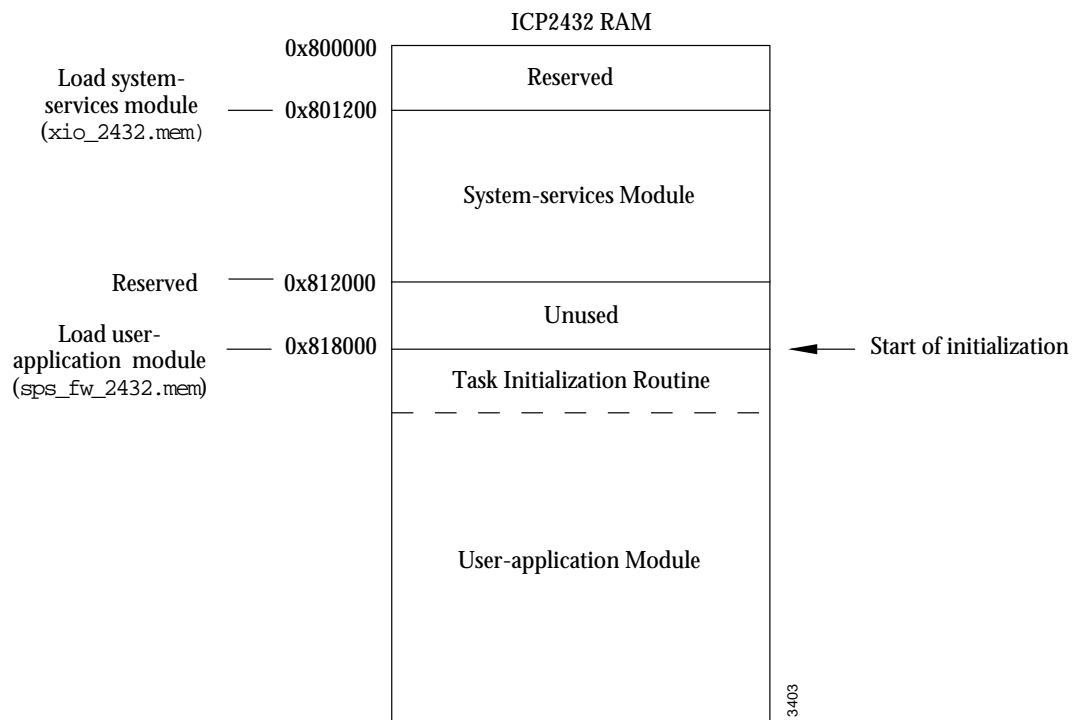 ICP2432 RAM
0x800000
Reserved
Load system-
services module
(xio_2432.mem)
0x801200
System-services Module
Reserved
0x812000
Unused
Load user-
application module
(sps_fw_2432.mem)
0x818000
Start of initialization
Task Initialization Routine
User-application Module
3403